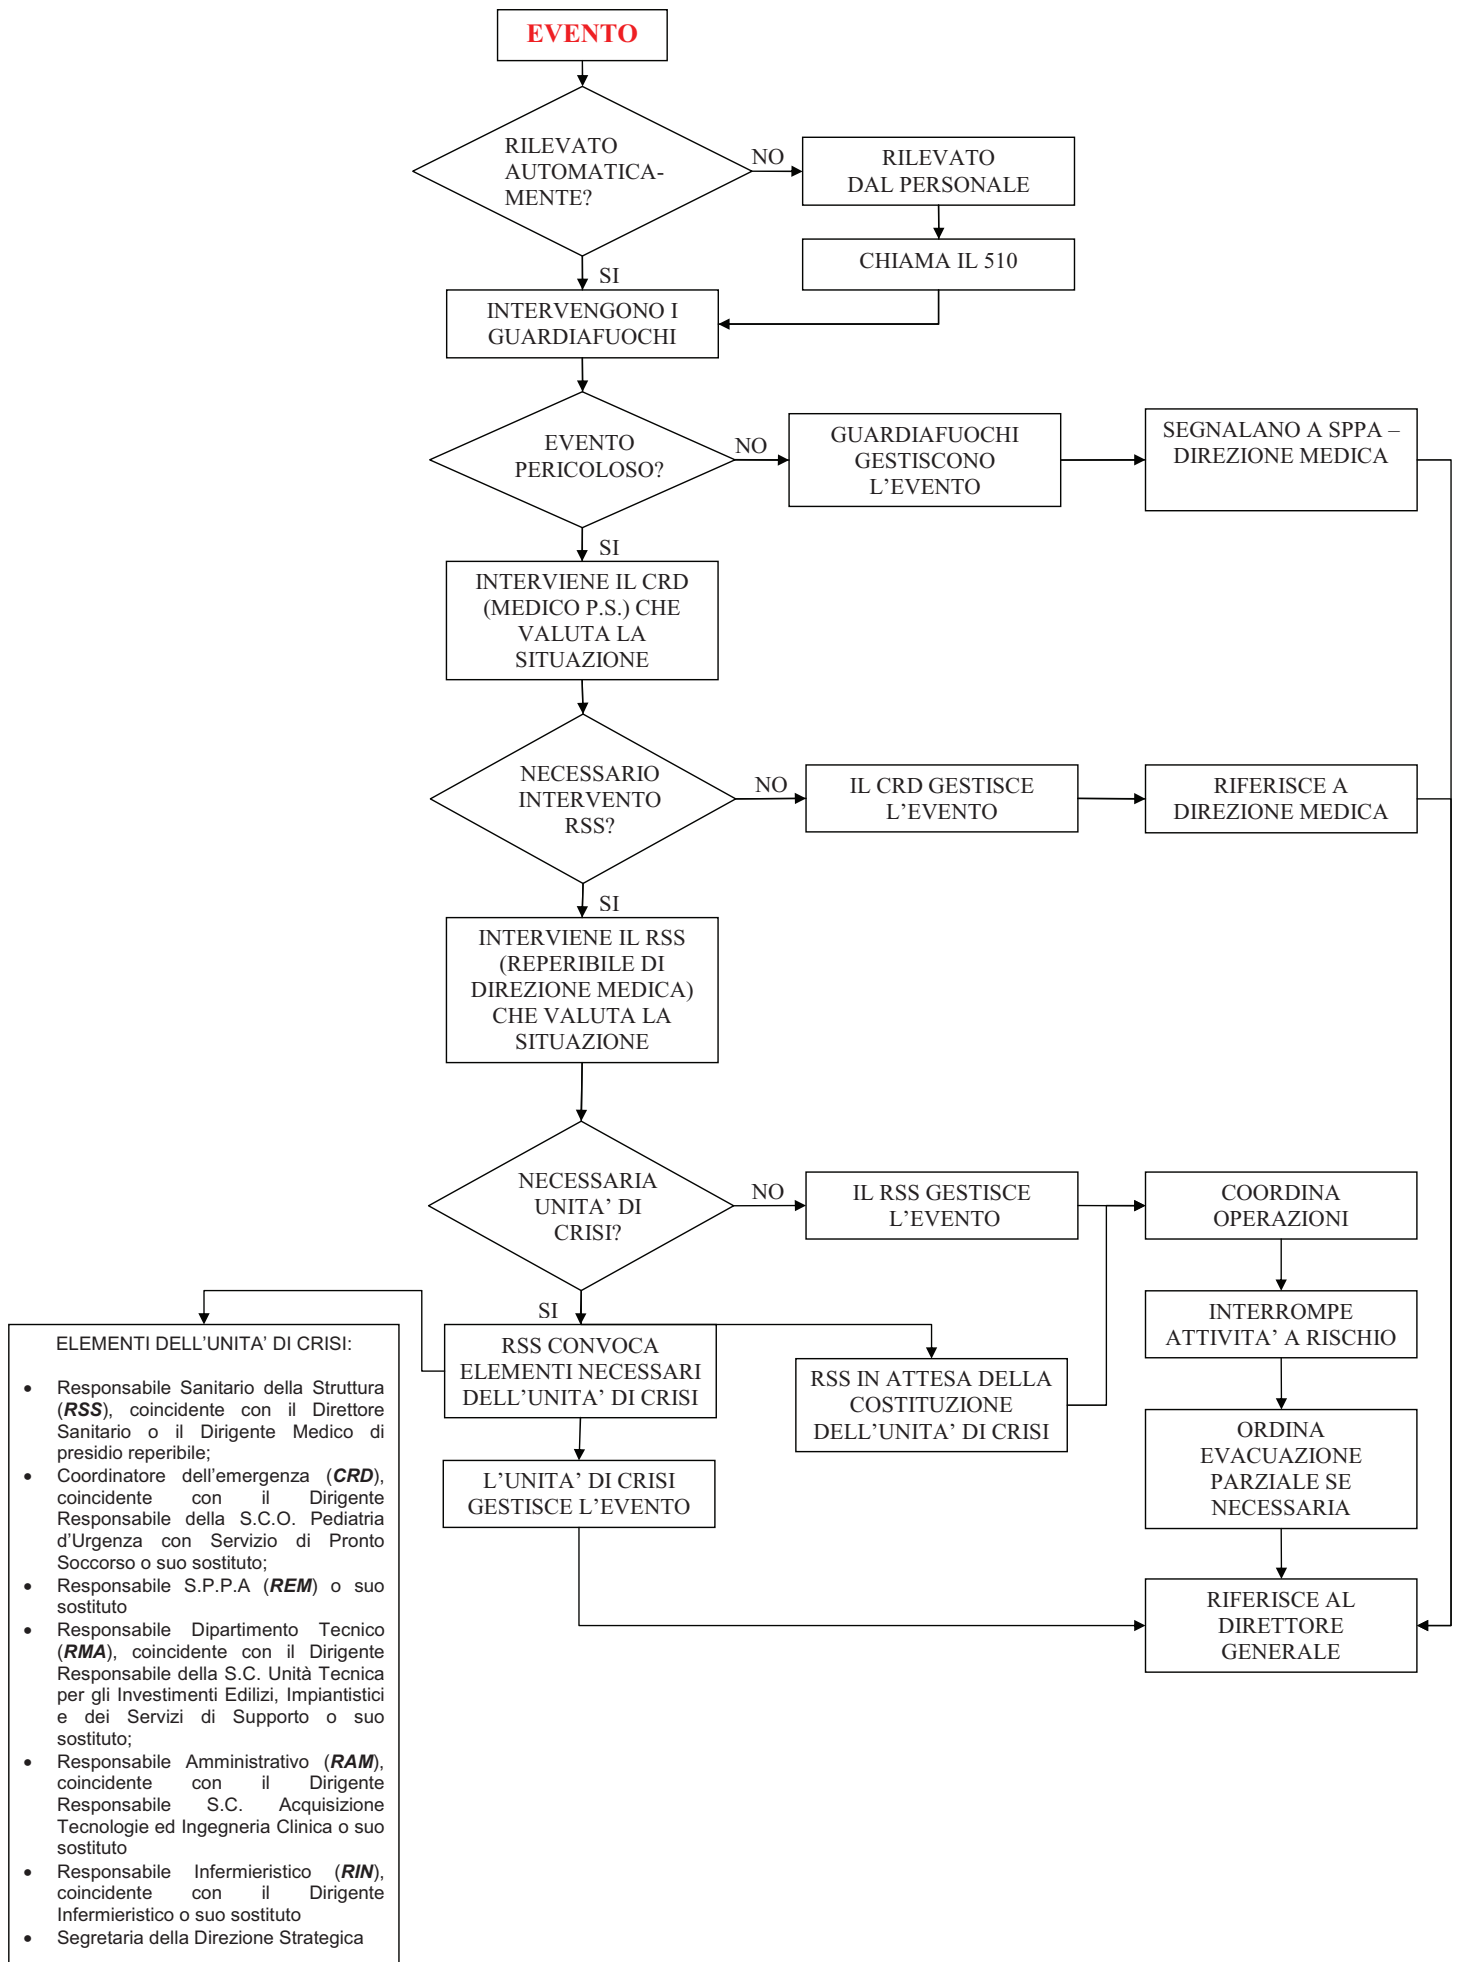 EVENTO
RILEVATO
AUTOMATICA-
MENTE?
NO
RILEVATO
DAL PERSONALE
CHIAMA IL 510
SI
INTERVENGONO I
GUARDIAFUOCHI
EVENTO
PERICOLOSO?
NO
GUARDIAFUOCHI
GESTISCONO
L’EVENTO
SEGNALANO A SPPA –
DIREZIONE MEDICA
SI
INTERVIENE IL CRD
(MEDICO P.S.) CHE
VALUTA LA
SITUAZIONE
NECESSARIO
INTERVENTO
RSS?
NO
IL CRD GESTISCE
L’EVENTO
RIFERISCE A
DIREZIONE MEDICA
SI
INTERVIENE IL RSS
(REPERIBILE DI
DIREZIONE MEDICA)
CHE VALUTA LA
SITUAZIONE
NECESSARIA
UNITA’ DI
CRISI?
NO
IL RSS GESTISCE
L’EVENTO
COORDINA
OPERAZIONI
SI
INTERROMPE
ATTIVITA’ A RISCHIO
RSS CONVOCA
ELEMENTI NECESSARI
DELL’UNITA’ DI CRISI
RSS IN ATTESA DELLA
COSTITUZIONE
DELL’UNITA’ DI CRISI
ORDINA
EVACUAZIONE
PARZIALE SE
NECESSARIA
L’UNITA’ DI CRISI
GESTISCE L’EVENTO
RIFERISCE AL
DIRETTORE
GENERALE
ELEMENTI DELL’UNITA’ DI CRISI:
• Responsabile Sanitario della Struttura
(RSS), coincidente con il Direttore
Sanitario o il Dirigente Medico di
presidio reperibile;
• Coordinatore dell’emergenza (CRD),
coincidente con il Dirigente
Responsabile della S.C.O. Pediatria
d’Urgenza con Servizio di Pronto
Soccorso o suo sostituto;
• Responsabile S.P.P.A (REM) o suo
sostituto
• Responsabile Dipartimento Tecnico
(RMA), coincidente con il Dirigente
Responsabile della S.C. Unità Tecnica
per gli Investimenti Edilizi, Impiantistici
e dei Servizi di Supporto o suo
sostituto;
• Responsabile Amministrativo (RAM),
coincidente con il Dirigente
Responsabile S.C. Acquisizione
Tecnologie ed Ingegneria Clinica o suo
sostituto
• Responsabile Infermieristico (RIN),
coincidente con il Dirigente
Infermieristico o suo sostituto
• Segretaria della Direzione Strategica